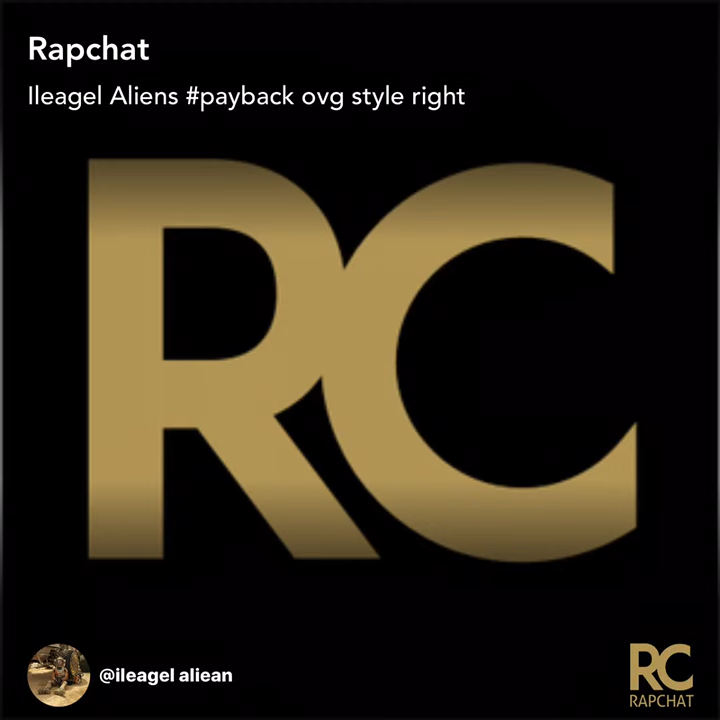 Rapchat
Ileagel Aliens #payback ovg style right
RC
@ileagel aliean
RC
RAPCHAT